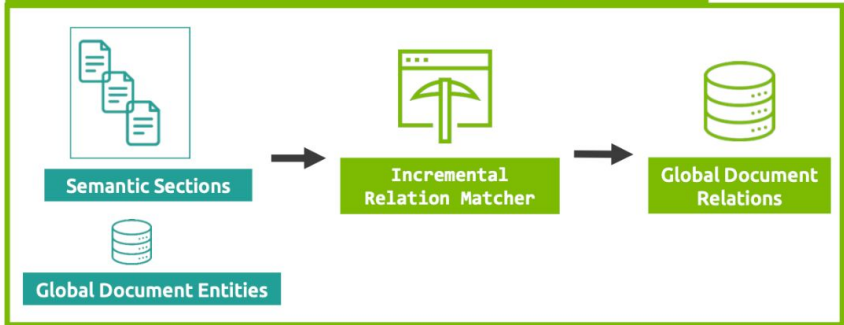 Semantic Sections
Global Document Entities
Incremental
Relation Matcher
Global Document
Relations